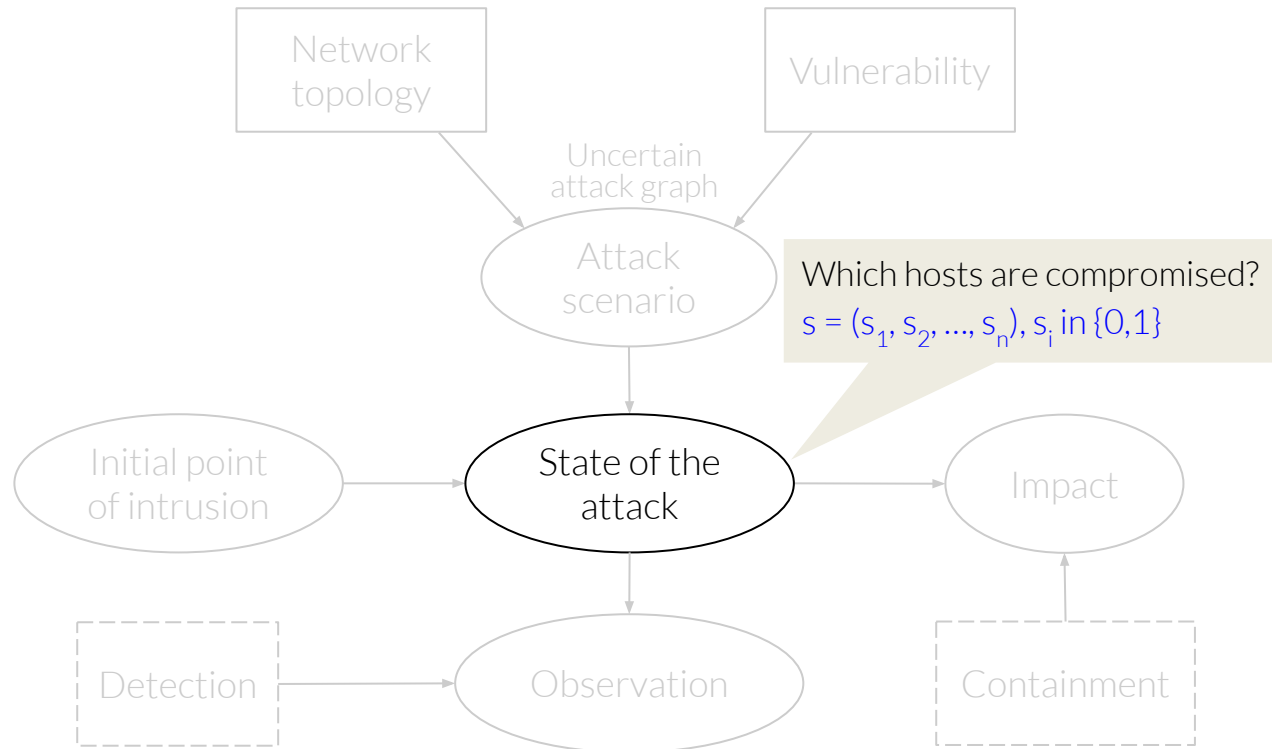 Network
topology
Vulnerability
Uncertain
attack graph
Attack
scenario
Which hosts are compromised?
s = (s₁, s₂, ..., sₙ), sᵢ in {0,1}
Initial point
of intrusion
State of the
attack
Impact
Detection
Observation
Containment